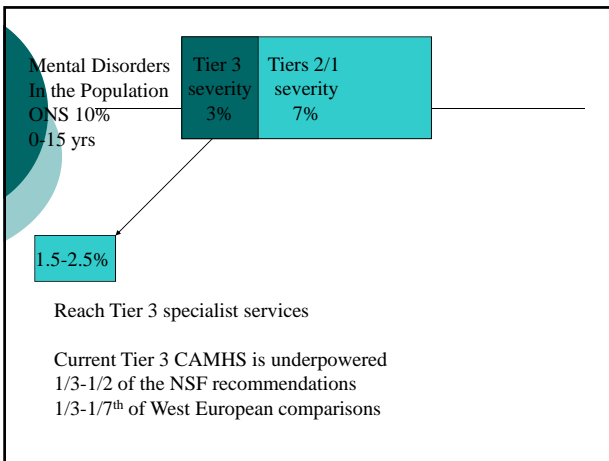 Mental Disorders
In the Population
ONS 10%
0-15 yrs
Tier 3
severity
3%
Tiers 2/1
severity
7%
1.5-2.5%
Reach Tier 3 specialist services
Current Tier 3 CAMHS is underpowered
1/3-1/2 of the NSF recommendations
1/3-1/7th of West European comparisons